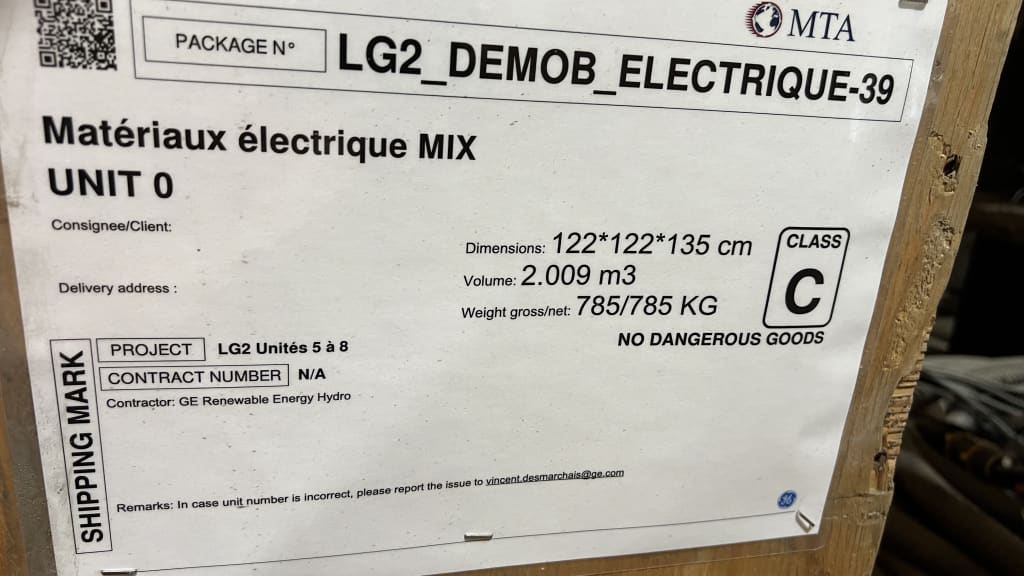 MTA
PACKAGE N° LG2_DEMOB_ELECTRIQUE-39
Matériaux électrique MIX
UNIT 0
Consignee/Client:
Dimensions: 122*122*135 cm
Volume: 2.009 m3
Weight gross/net: 785/785 KG
CLASS
C
NO DANGEROUS GOODS
Delivery address :
SHIPPING MARK
PROJECT LG2 Unités 5 à 8
CONTRACT NUMBER N/A
Contractor: GE Renewable Energy Hydro
Remarks: In case unit number is incorrect, please report the issue to vincent.desmarchais@ge.com
GE